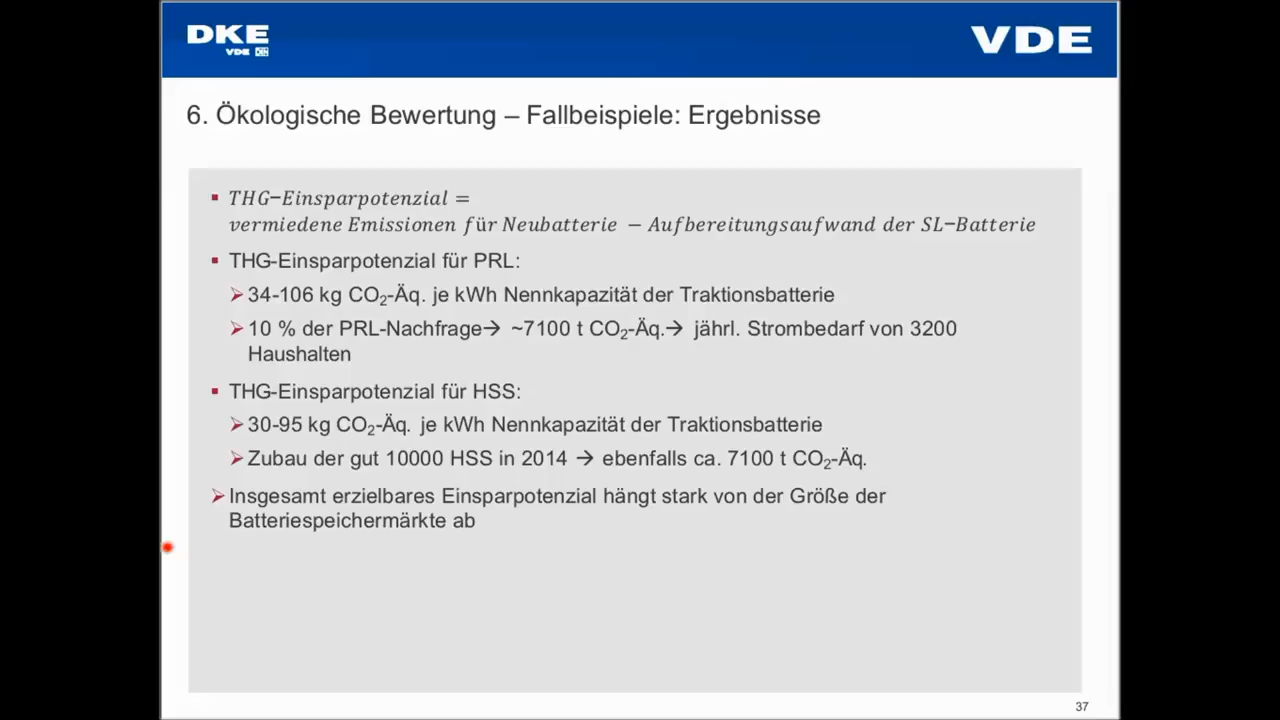 DKE
VDE DIN
VDE
6. Ökologische Bewertung – Fallbeispiele: Ergebnisse
▪ THG−Einsparpotenzial =
vermiedene Emissionen für Neubatterie − Aufbereitungsaufwand der SL−Batterie
▪ THG-Einsparpotenzial für PRL:
➢ 34-106 kg CO₂-Äq. je kWh Nennkapazität der Traktionsbatterie
➢ 10 % der PRL-Nachfrage→ ~7100 t CO₂-Äq.→ jährl. Strombedarf von 3200
Haushalten
▪ THG-Einsparpotenzial für HSS:
➢ 30-95 kg CO₂-Äq. je kWh Nennkapazität der Traktionsbatterie
➢ Zubau der gut 10000 HSS in 2014 → ebenfalls ca. 7100 t CO₂-Äq.
➢ Insgesamt erzielbares Einsparpotenzial hängt stark von der Größe der
Batteriespeichermärkte ab
37